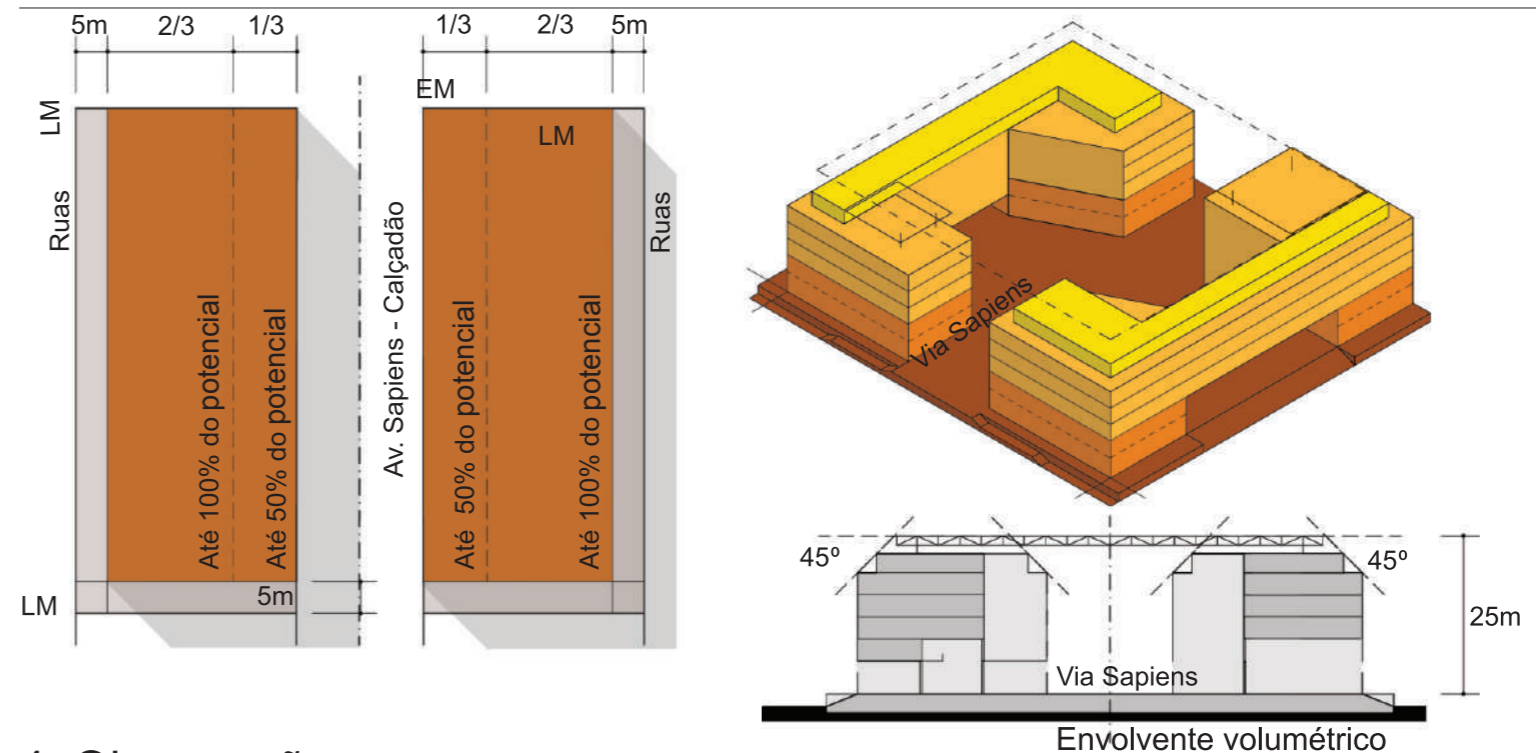 5m 2/3 1/3
1/3 2/3 5m
LM
EM
LM
Ruas
Ruas
Av. Sapiens - Calçadão
Até 100% do potencial
Até 50% do potencial
Até 50% do potencial
Até 100% do potencial
5m
LM
Via Sapiens
45º
45º
25m
Via Sapiens
Envolvente volumétrico